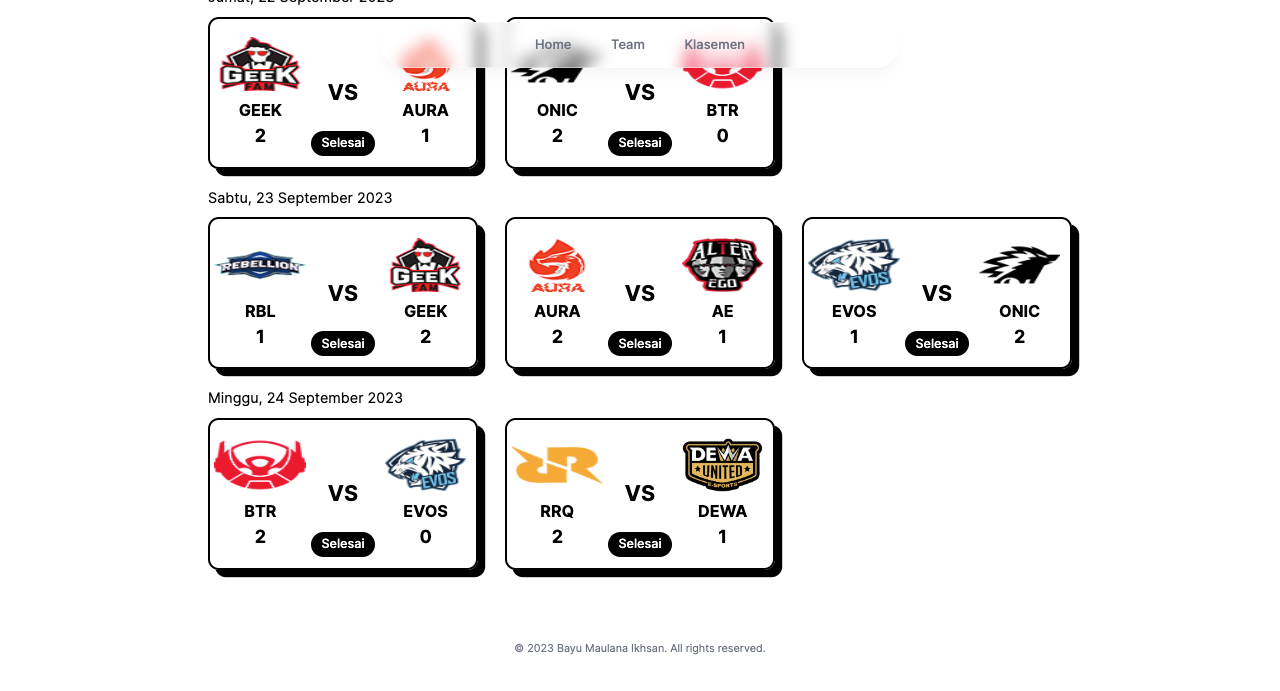 Jumat, 22 September 2023
Home Team Klasemen
GEEK FAM
GEEK
2
VS
Selesai
AURA
AURA
1
ONIC
2
VS
Selesai
BTR
0
Sabtu, 23 September 2023
REBELLION
RBL
1
VS
Selesai
GEEK FAM
GEEK
2
AURA
AURA
2
VS
Selesai
ALTER EGO
AE
1
EVOS
EVOS
1
VS
Selesai
ONIC
2
Minggu, 24 September 2023
BTR
2
VS
Selesai
EVOS
EVOS
0
RRQ
2
VS
Selesai
DEWA UNITED E-SPORTS
DEWA
1
© 2023 Bayu Maulana Ikhsan. All rights reserved.